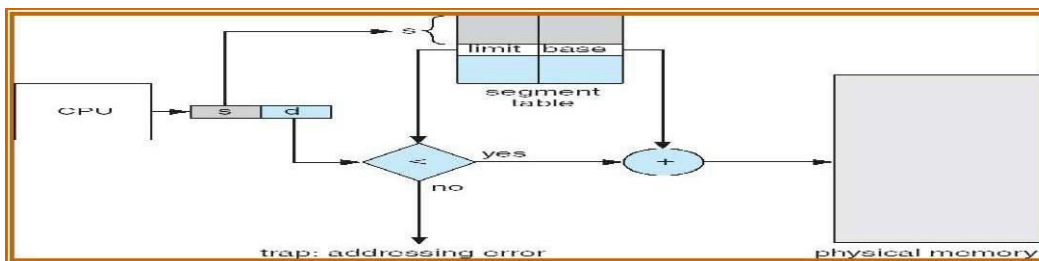 s
limit base
segment
table
CPU
s d
<
yes
+
no
trap: addressing error
physical memory